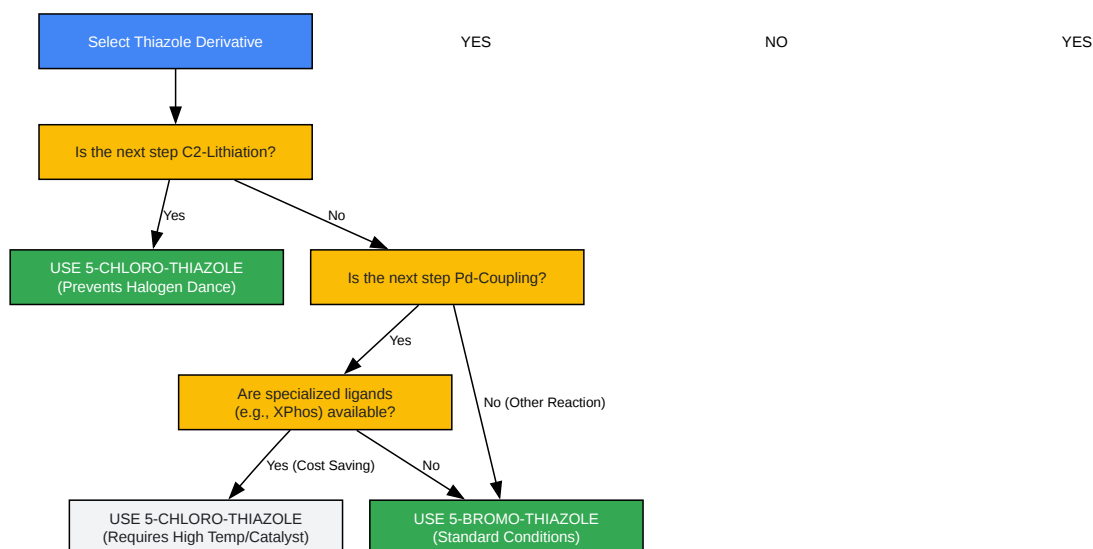 Select Thiazole Derivative
YES
NO
YES
Is the next step C2-Lithiation?
Yes
No
USE 5-CHLORO-THIAZOLE
(Prevents Halogen Dance)
Is the next step Pd-Coupling?
Yes
Are specialized ligands
(e.g., XPhos) available?
No (Other Reaction)
Yes (Cost Saving)
No
USE 5-CHLORO-THIAZOLE
(Requires High Temp/Catalyst)
USE 5-BROMO-THIAZOLE
(Standard Conditions)